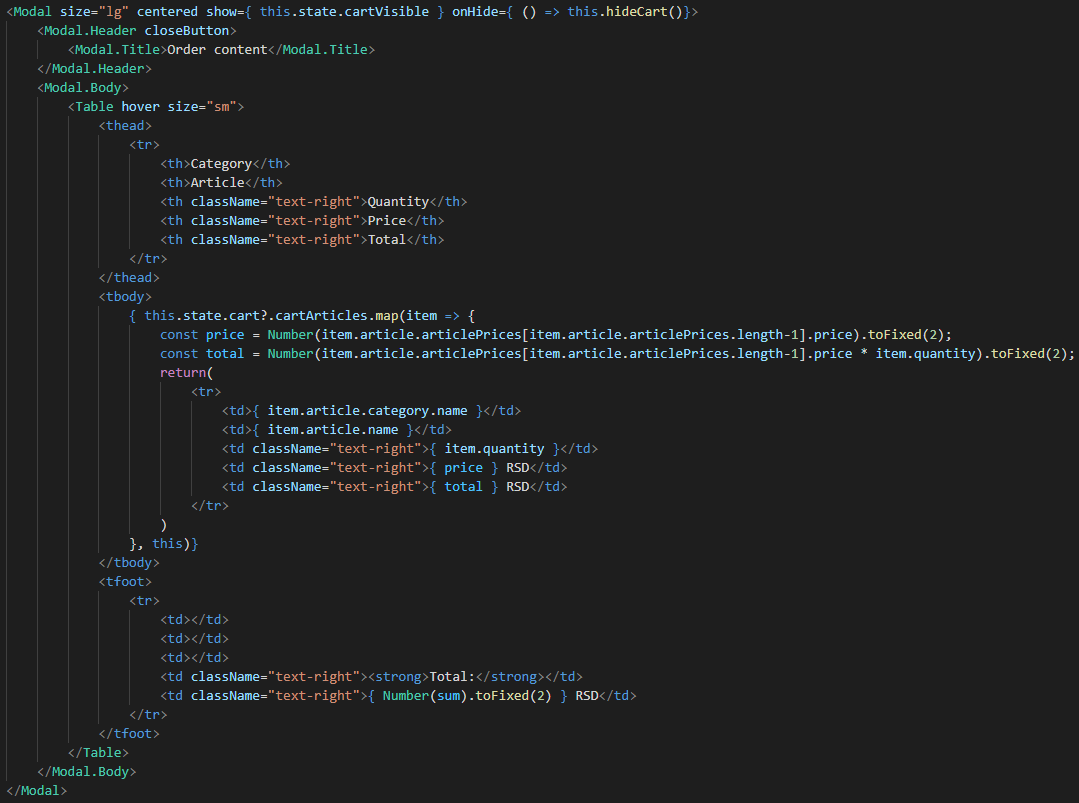 <Modal size="lg" centered show={ this.state.cartVisible } onHide={ () => this.hideCart()}>
    <Modal.Header closeButton>
        <Modal.Title>Order content</Modal.Title>
    </Modal.Header>
    <Modal.Body>
        <Table hover size="sm">
            <thead>
                <tr>
                    <th>Category</th>
                    <th>Article</th>
                    <th className="text-right">Quantity</th>
                    <th className="text-right">Price</th>
                    <th className="text-right">Total</th>
                </tr>
            </thead>
            <tbody>
                { this.state.cart?.cartArticles.map(item => {
                    const price = Number(item.article.articlePrices[item.article.articlePrices.length-1].price).toFixed(2);
                    const total = Number(item.article.articlePrices[item.article.articlePrices.length-1].price * item.quantity).toFixed(2);
                    return(
                        <tr>
                            <td>{ item.article.category.name }</td>
                            <td>{ item.article.name }</td>
                            <td className="text-right">{ item.quantity }</td>
                            <td className="text-right">{ price } RSD</td>
                            <td className="text-right">{ total } RSD</td>
                        </tr>
                    )
                }, this)}
            </tbody>
            <tfoot>
                <tr>
                    <td></td>
                    <td></td>
                    <td></td>
                    <td className="text-right"><strong>Total:</strong></td>
                    <td className="text-right">{ Number(sum).toFixed(2) } RSD</td>
                </tr>
            </tfoot>
        </Table>
    </Modal.Body>
</Modal>